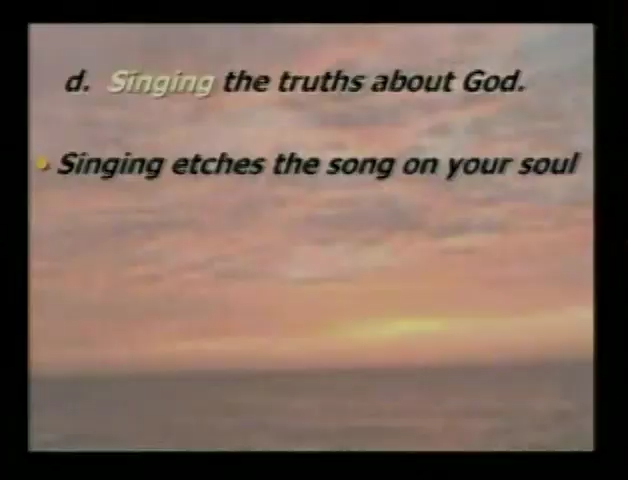 d. Singing the truths about God.
• Singing etches the song on your soul